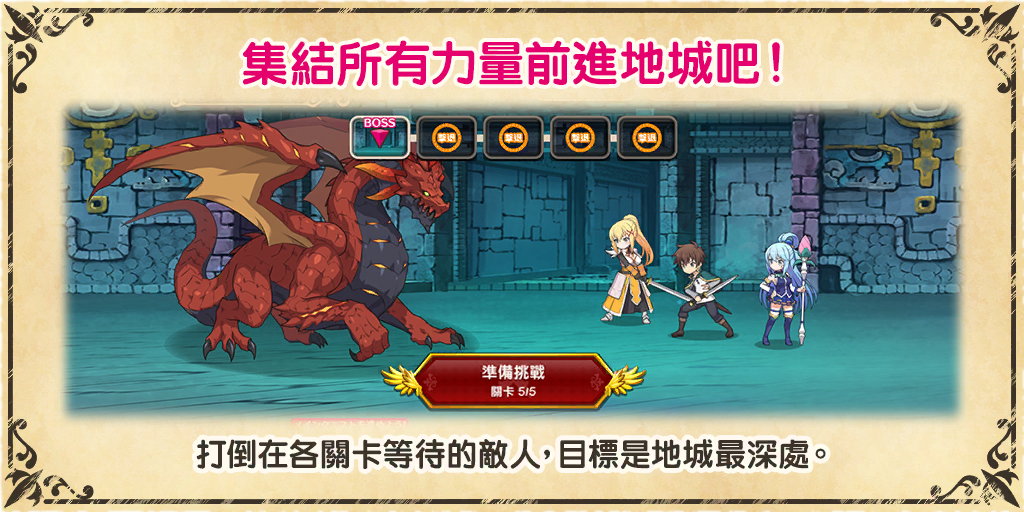 集結所有力量前進地城吧！
BOSS
擊退
擊退
擊退
擊退
準備挑戰
關卡 5/5
打倒在各關卡等待的敵人，目標是地城最深處。